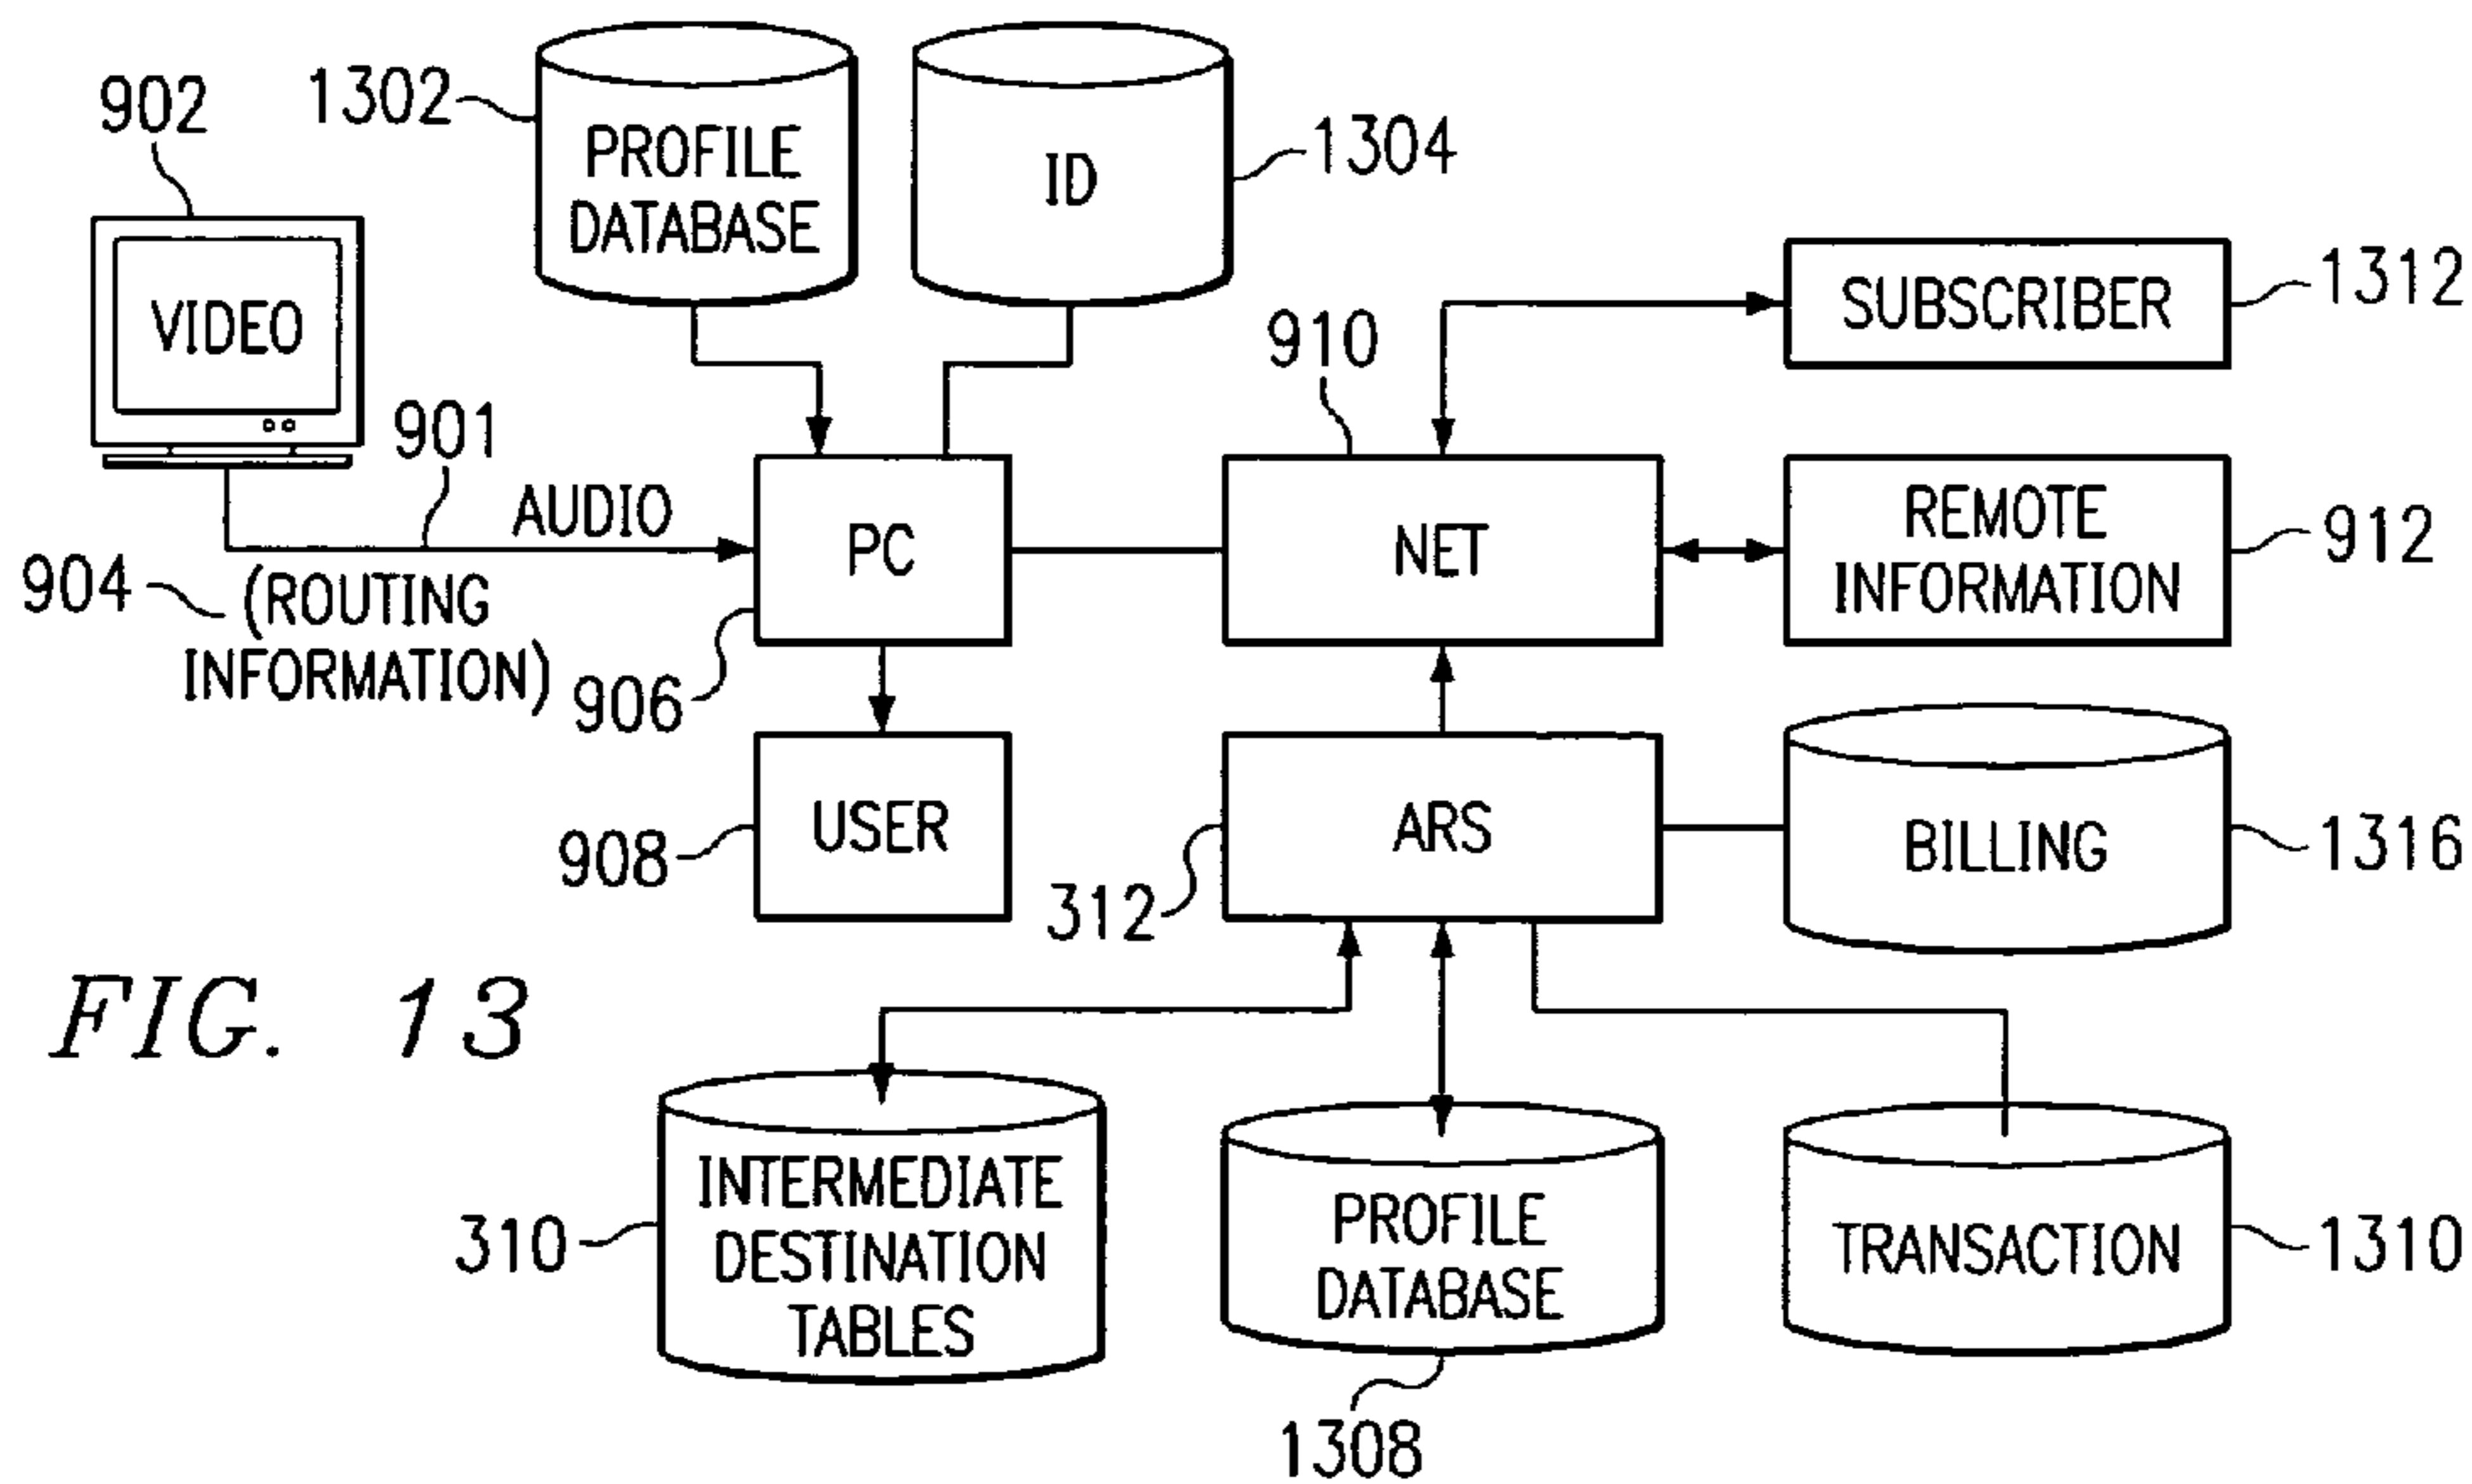 902
1302
PROFILE
DATABASE
ID
1304
VIDEO
SUBSCRIBER
1312
910
901
AUDIO
904
(ROUTING
INFORMATION)
PC
906
NET
REMOTE
INFORMATION
912
USER
908
ARS
312
BILLING
1316
FIG. 13
INTERMEDIATE
DESTINATION
TABLES
310
PROFILE
DATABASE
1308
TRANSACTION
1310